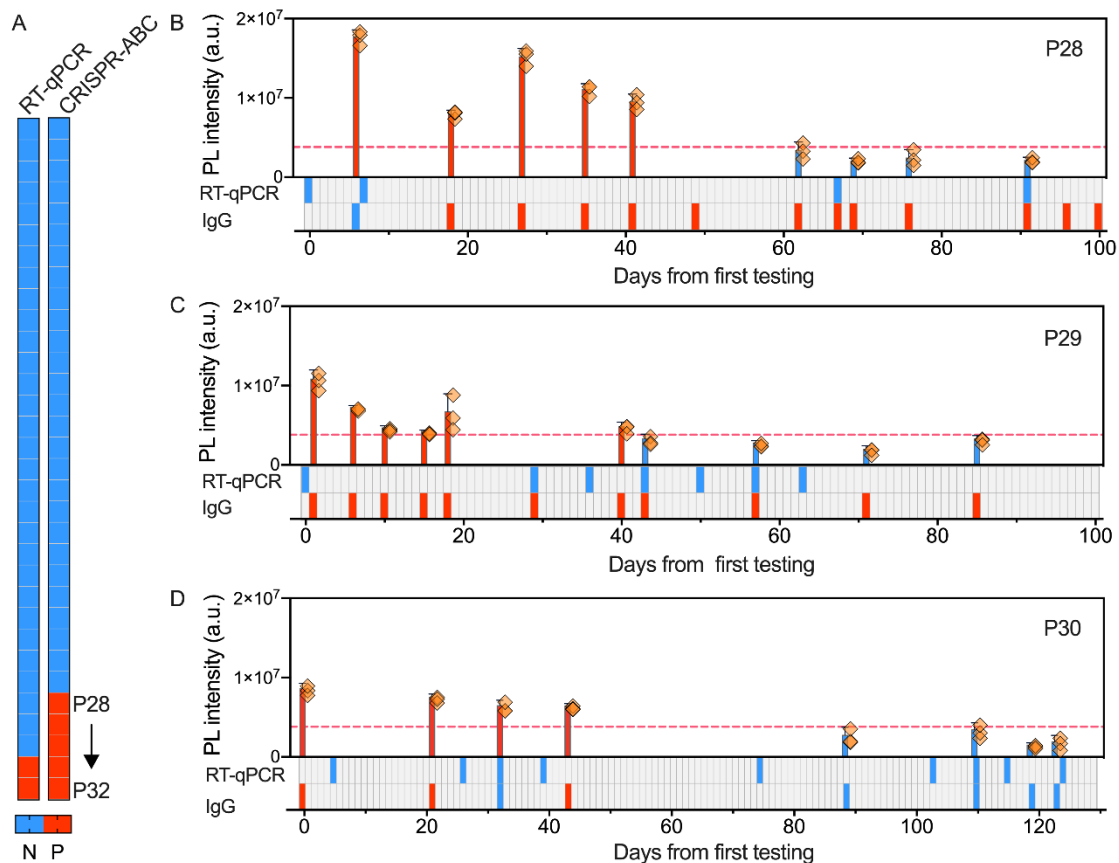 A
RT-qPCR
CRISPR-ABC
P28
P32
N P
B
P28
PL intensity (a.u.)
2×10⁷
1×10⁷
0
RT-qPCR
IgG
0 20 40 60 80 100
Days from first testing
C
P29
PL intensity (a.u.)
2×10⁷
1×10⁷
0
RT-qPCR
IgG
0 20 40 60 80 100
Days from first testing
D
P30
PL intensity (a.u.)
2×10⁷
1×10⁷
0
RT-qPCR
IgG
0 20 40 60 80 100 120
Days from first testing